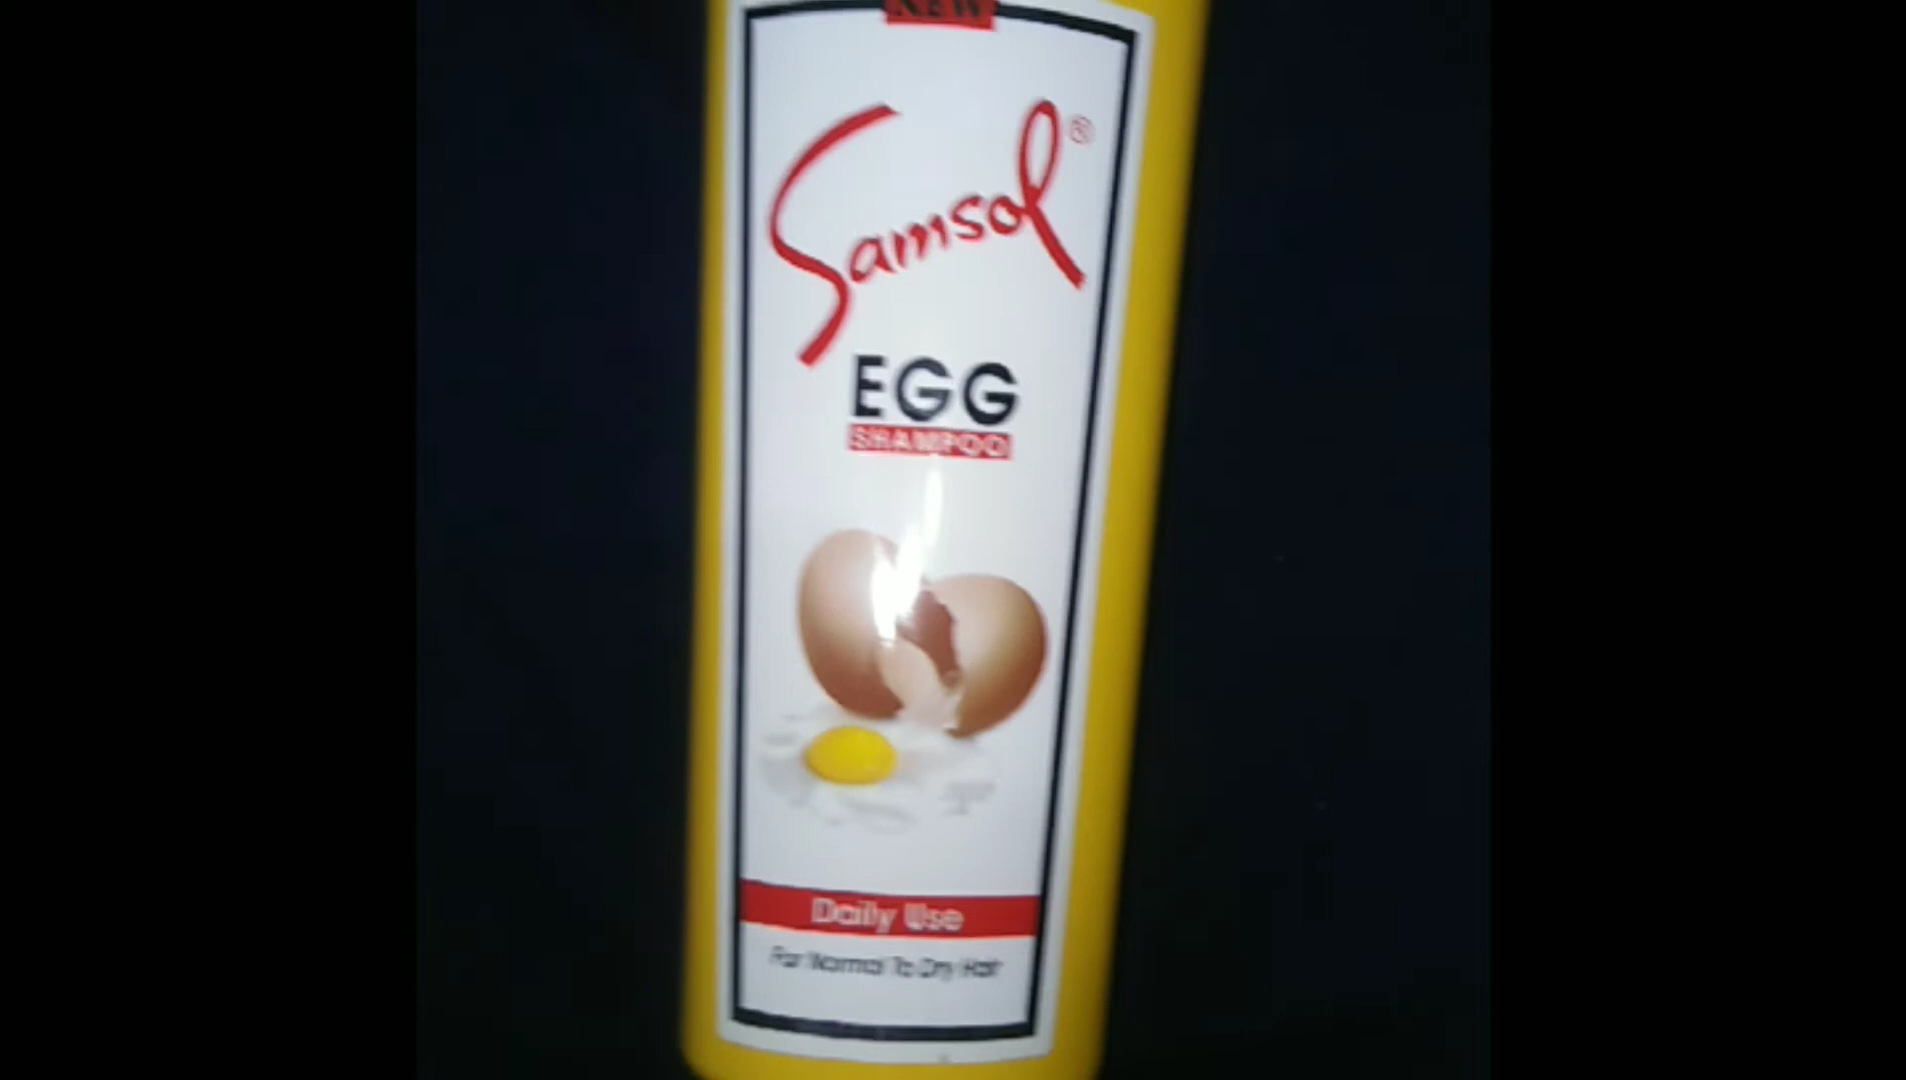 NEW
Samsol®
EGG
SHAMPOO
Daily Use
For Normal To Dry Hair